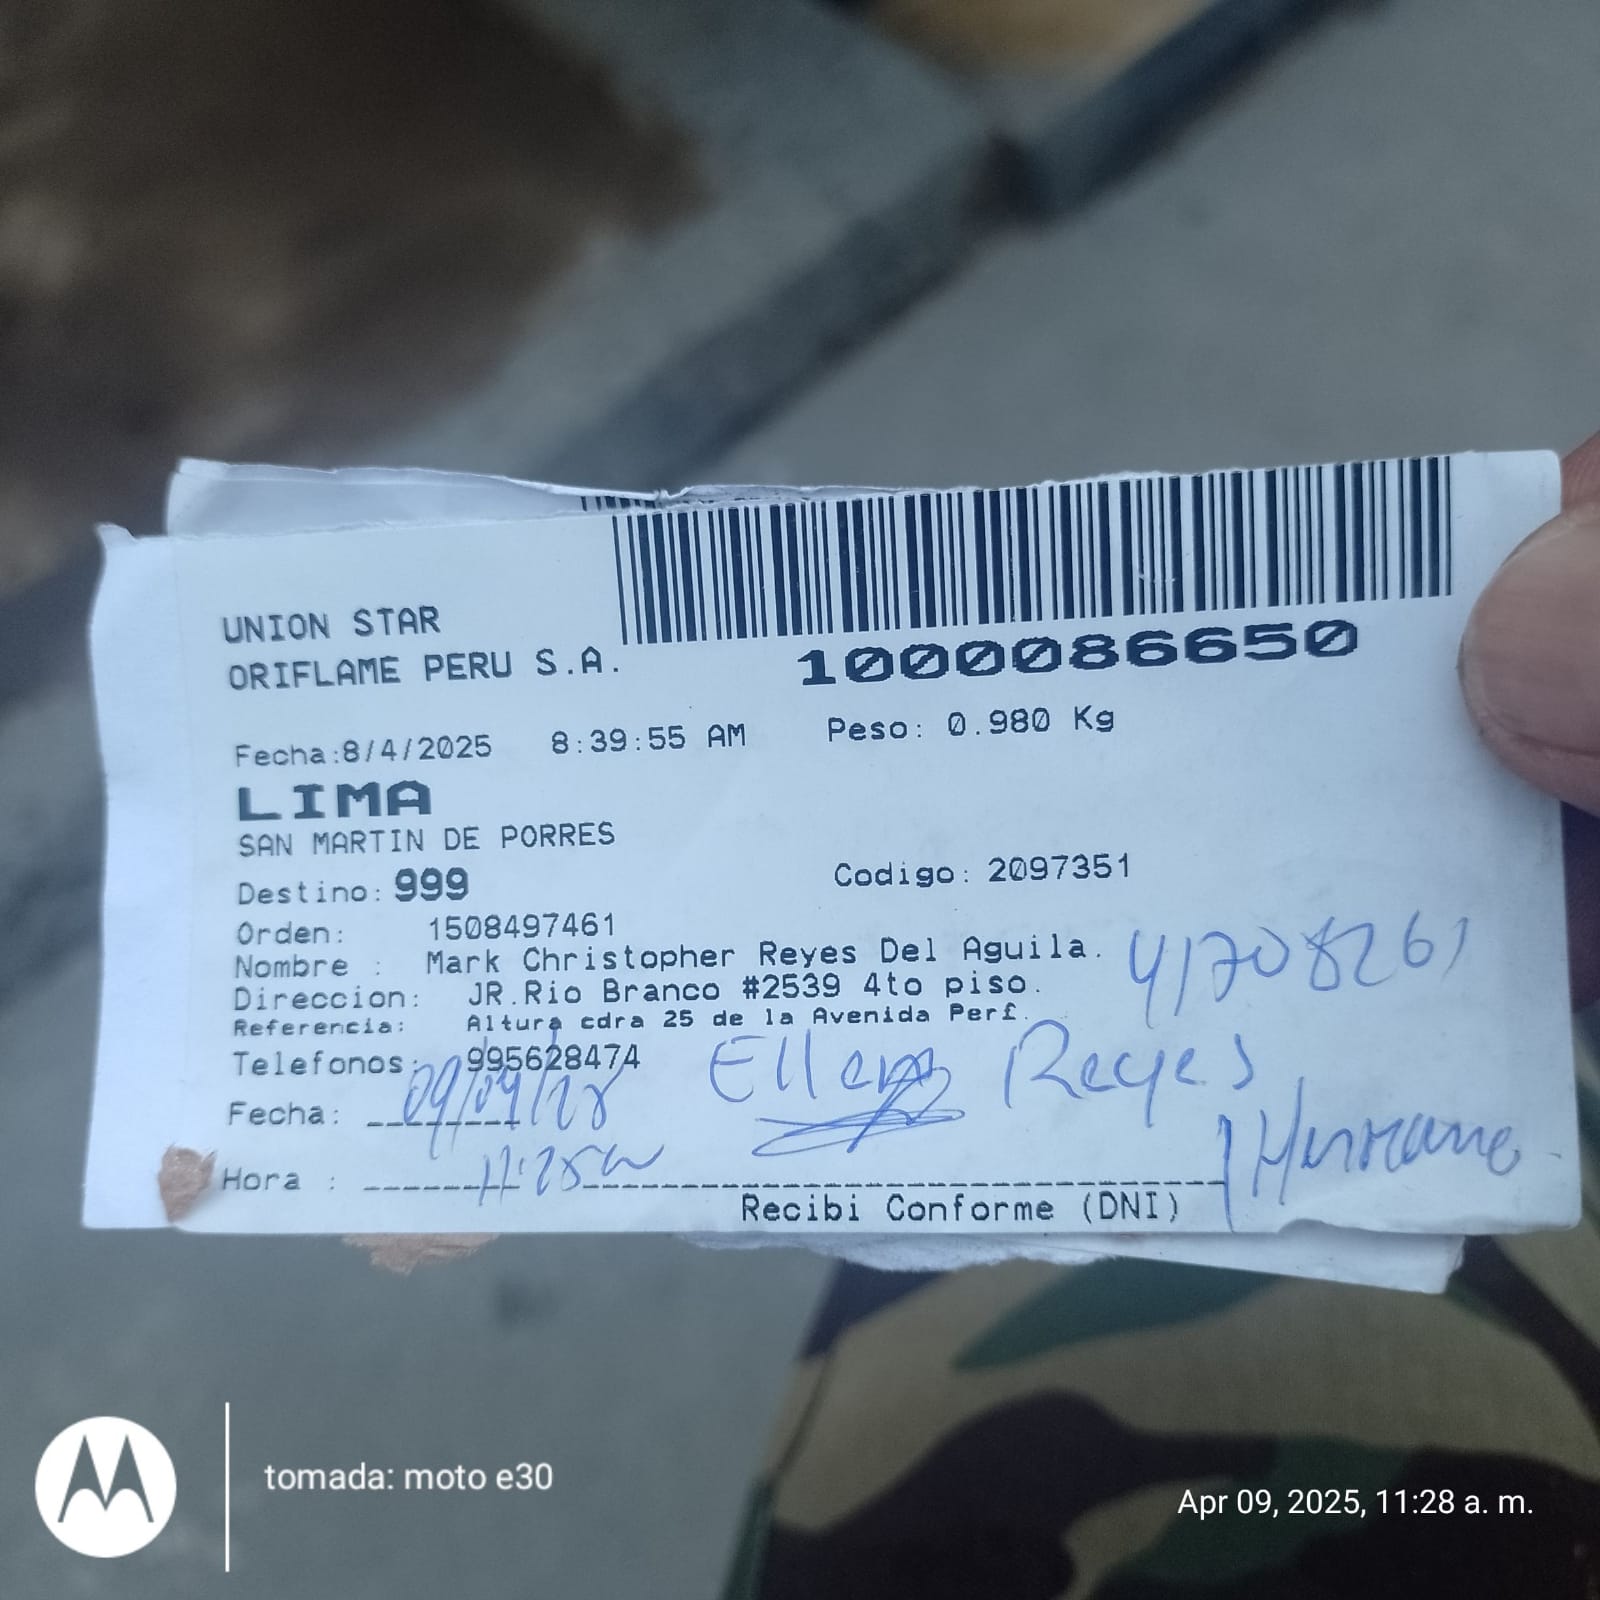 UNION STAR
ORIFLAME PERU S.A.
1000086650
Fecha:8/4/2025 8:39:55 AM Peso: 0.980 Kg
LIMA
SAN MARTIN DE PORRES
Destino: 999 Codigo: 2097351
Orden: 1508497461
Nombre : Mark Christopher Reyes Del Aguila.
41708261
Direccion: JR.Rio Branco #2539 4to piso.
Referencia: Altura cdra 25 de la Avenida Perf.
Telefonos: 995628474
Reyes
Fecha:
Hora :
Recibi Conforme (DNI)
tomada: moto e30
Apr 09, 2025, 11:28 a. m.